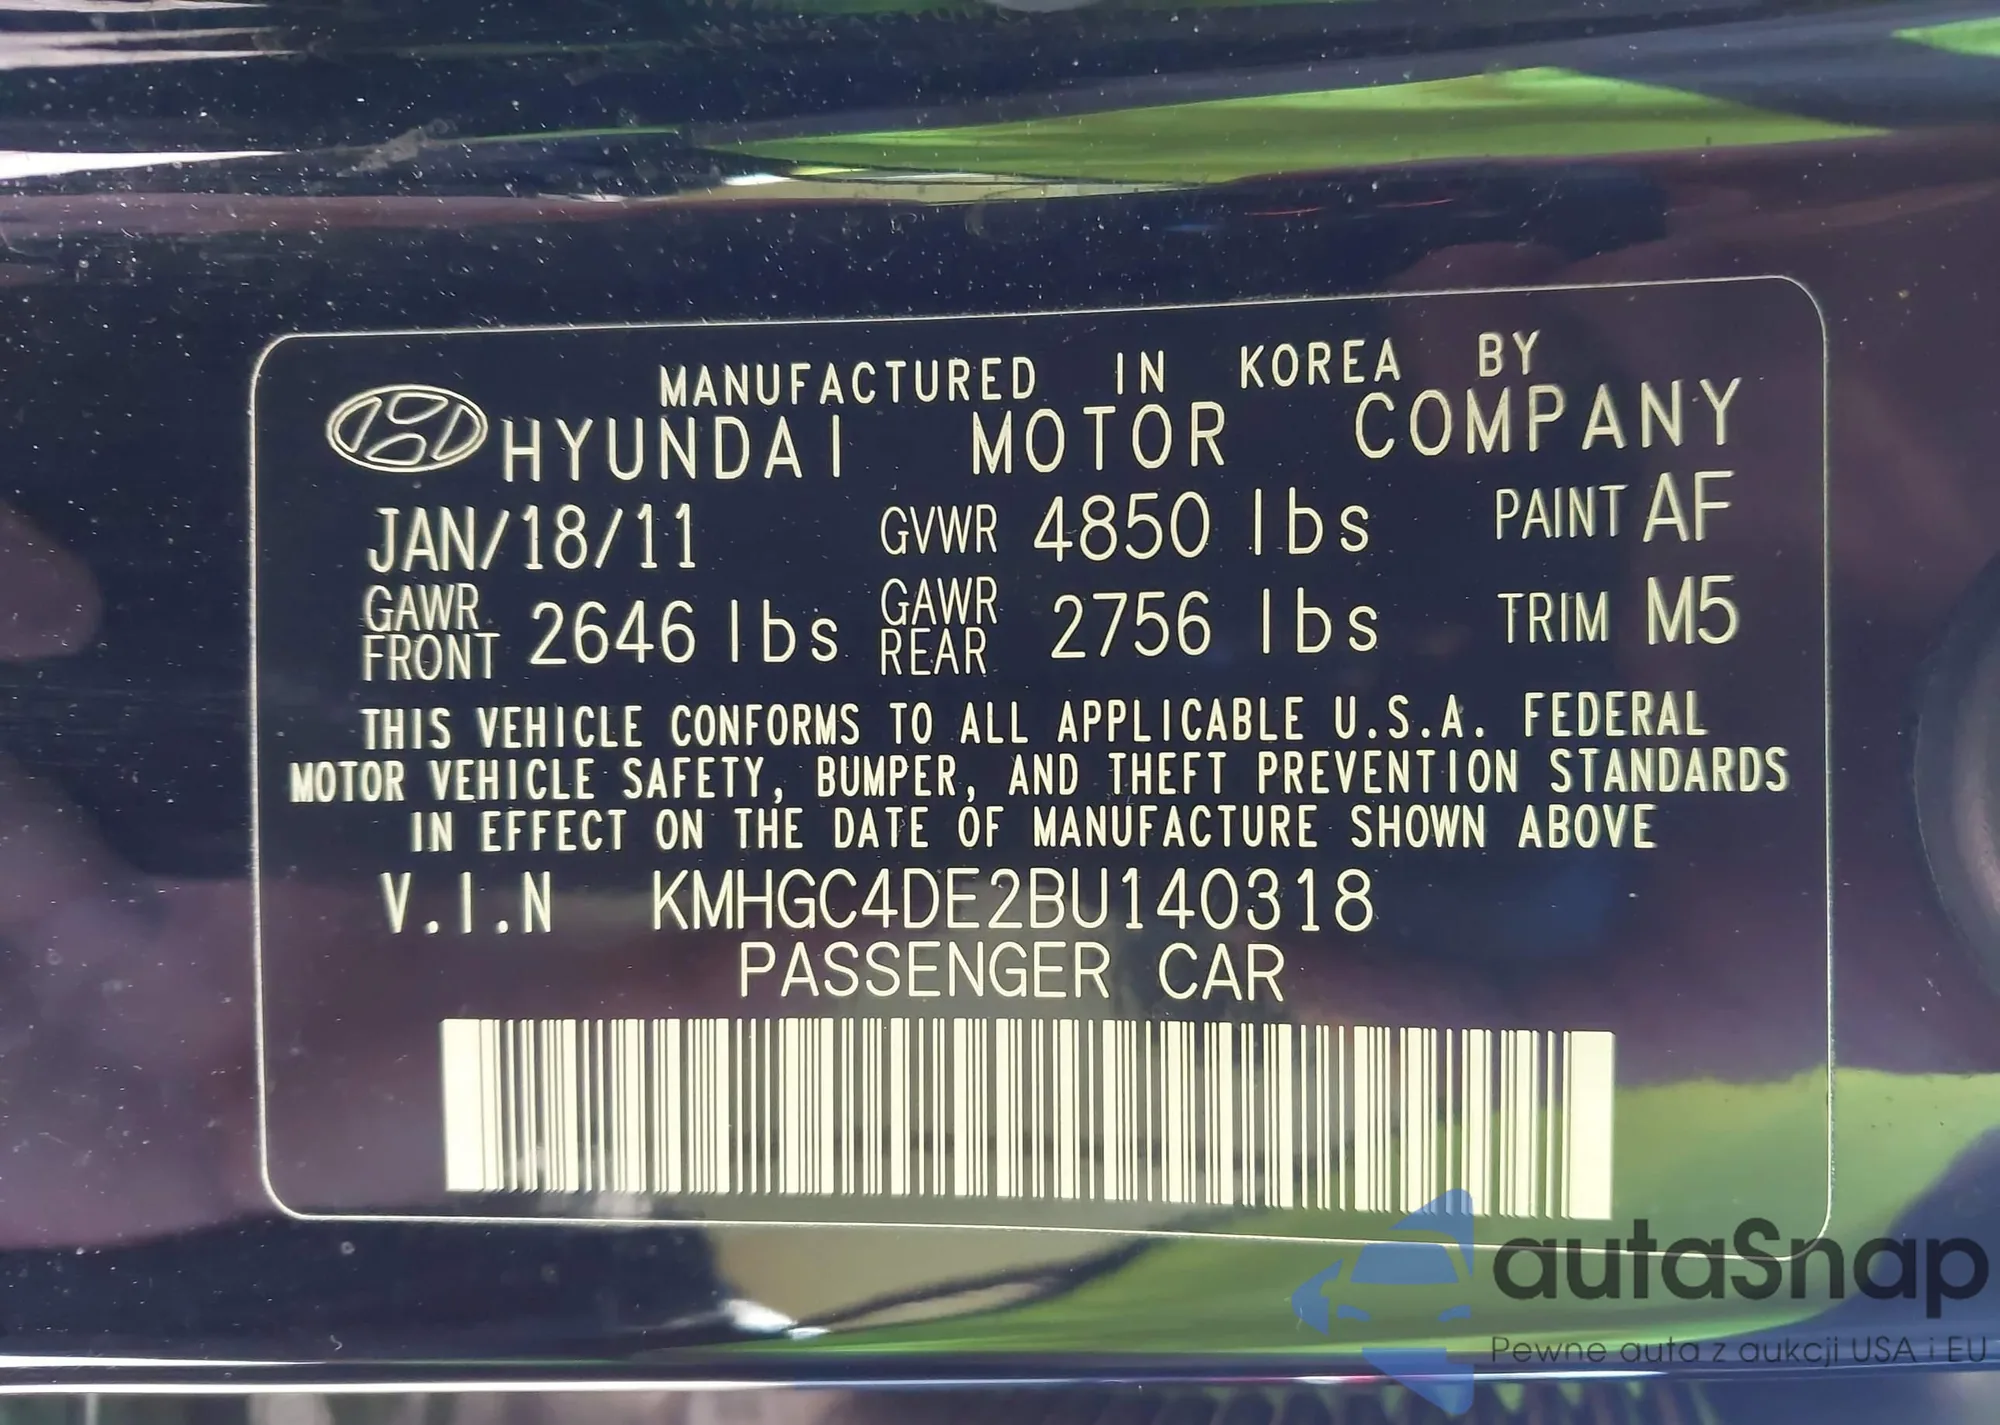 MANUFACTURED IN KOREA BY
HYUNDAI MOTOR COMPANY
JAN/18/11 GVWR 4850 lbs PAINT AF
GAWR FRONT 2646 lbs GAWR REAR 2756 lbs TRIM M5
THIS VEHICLE CONFORMS TO ALL APPLICABLE U.S.A. FEDERAL
MOTOR VEHICLE SAFETY, BUMPER, AND THEFT PREVENTION STANDARDS
IN EFFECT ON THE DATE OF MANUFACTURE SHOWN ABOVE
V.I.N KMHGC4DE2BU140318
PASSENGER CAR
autaSnap
Pewne auta z aukcji USA i EU